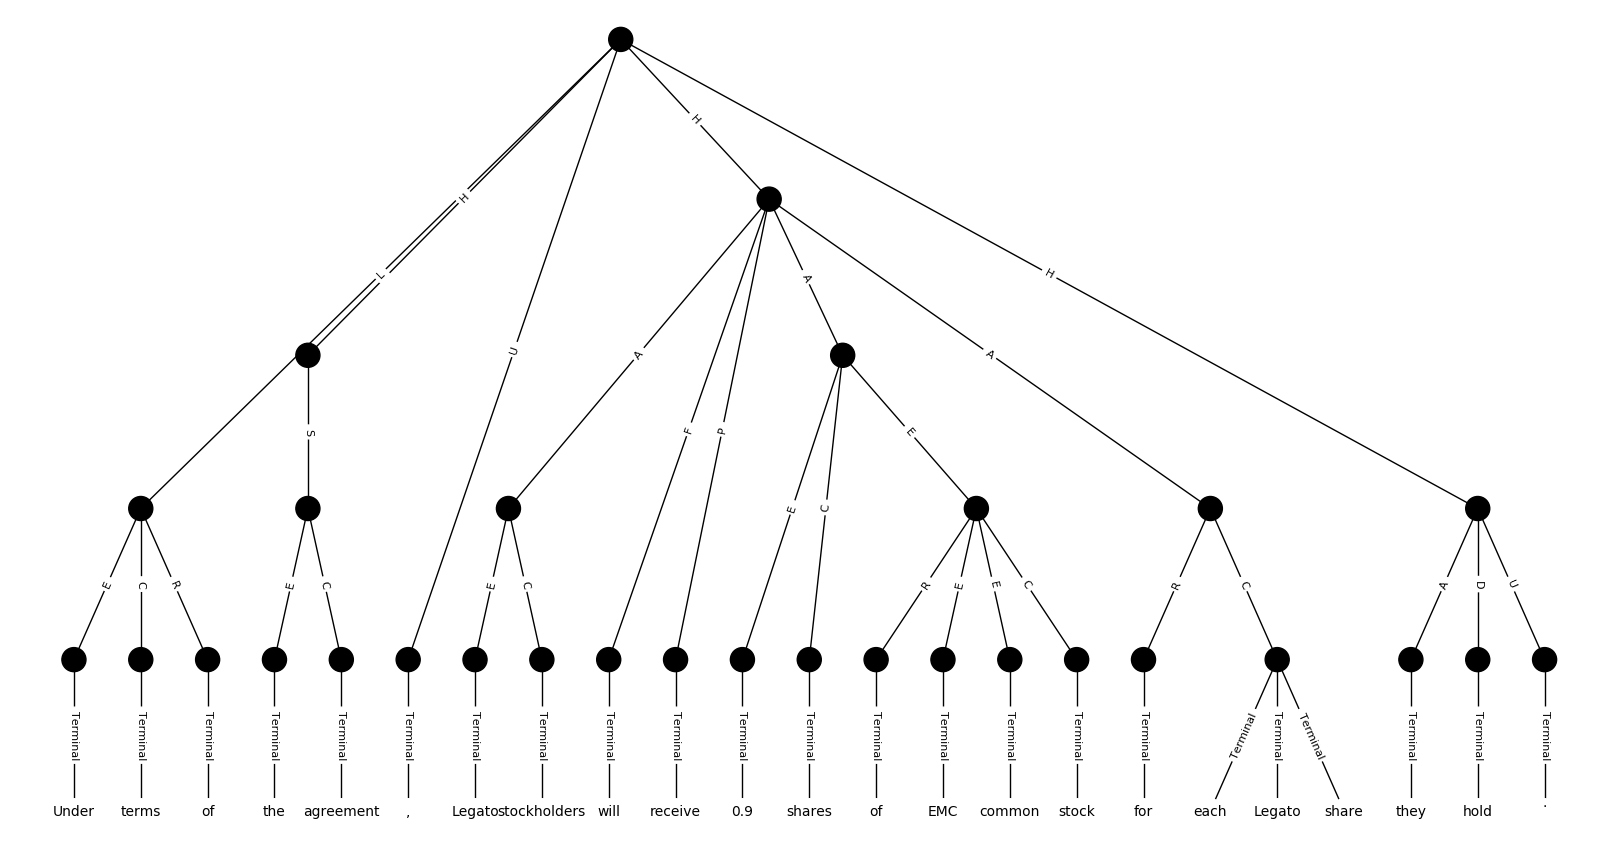 H
H
L
H
A
U
A
A
F
P
S
E
E
C
E
C
R
E
C
E
C
R
E
E
C
R
C
A
D
U
Terminal Terminal Terminal Terminal Terminal Terminal Terminal Terminal Terminal Terminal Terminal Terminal Terminal Terminal Terminal Terminal Terminal Terminal Terminal Terminal Terminal Terminal Terminal
Under terms of the agreement , Legato stockholders will receive 0.9 shares of EMC common stock for each Legato share they hold .